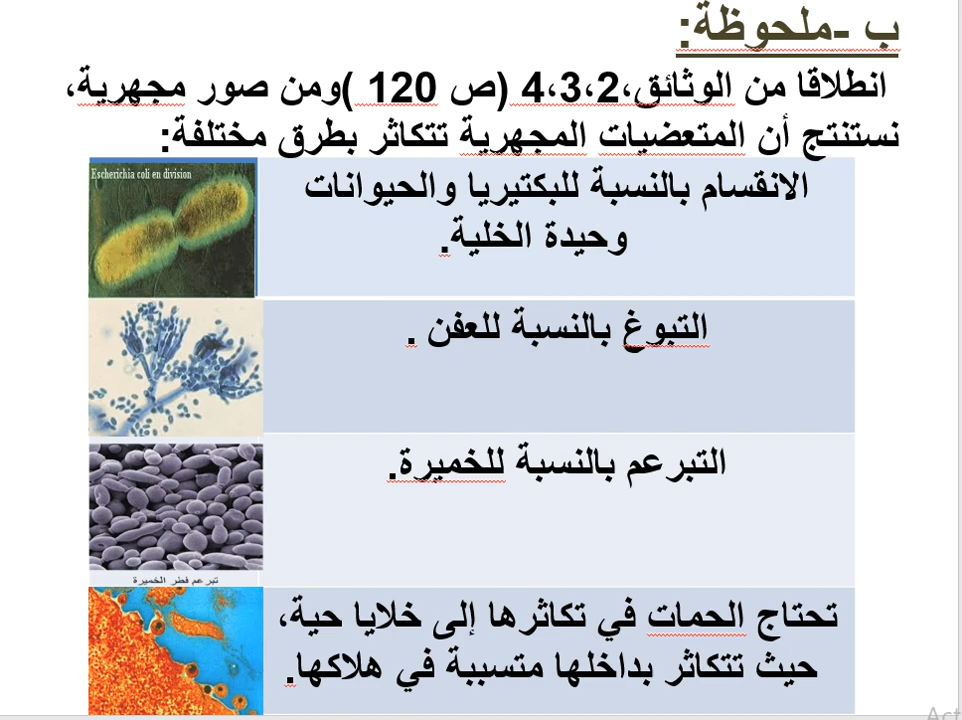 ب -ملحوظة:
انطلاقا من الوثائق،2،3،4 (ص 120 )ومن صور مجهرية،
نستنتج أن المتعضيات المجهرية تتكاثر بطرق مختلفة:
Escherichia coli en division
الانقسام بالنسبة للبكتيريا والحيوانات
وحيدة الخلية.
التبوغ بالنسبة للعفن .
التبرعم بالنسبة للخميرة.
تبرعم فطر الخميرة
تحتاج الحمات في تكاثرها إلى خلايا حية،
حيث تتكاثر بداخلها متسببة في هلاكها.
Act